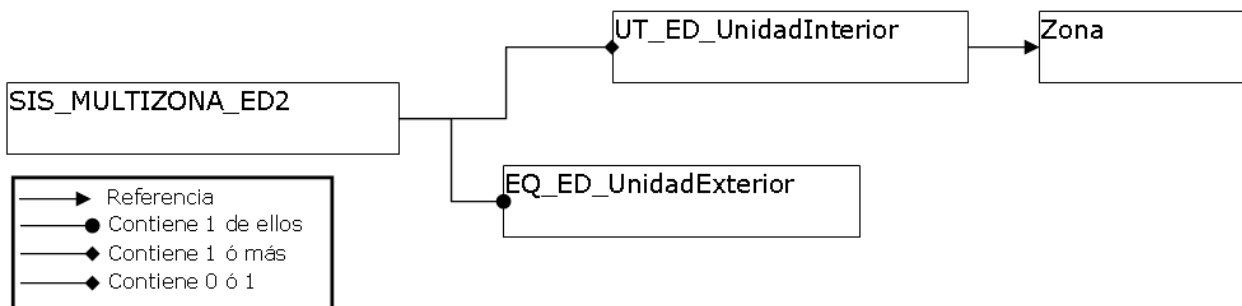 UT_ED_UnidadInterior
Zona
SIS_MULTIZONA_ED2
EQ_ED_UnidadExterior
Referencia
Contiene 1 de ellos
Contiene 1 ó más
Contiene 0 ó 1